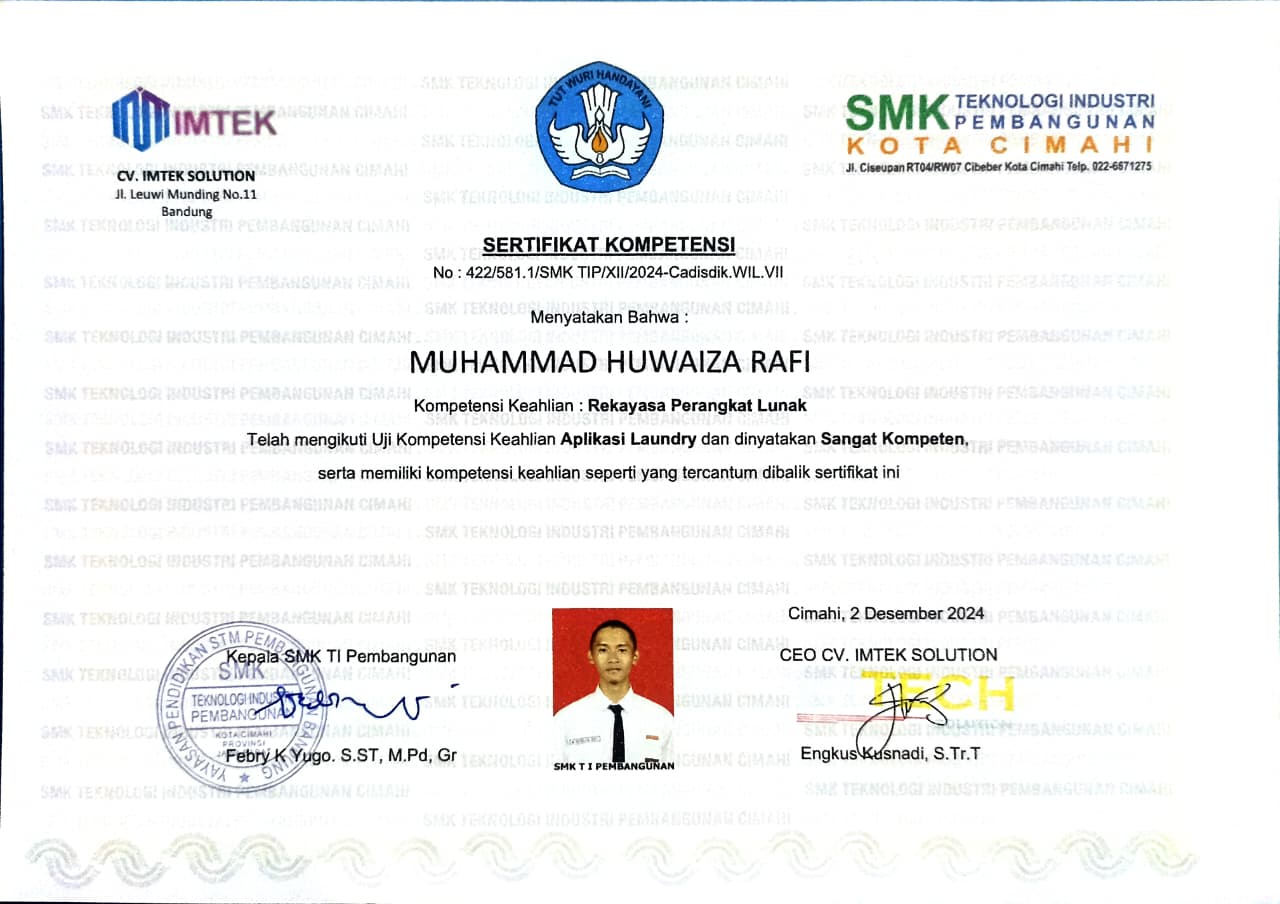 IMTEK
CV. IMTEK SOLUTION
Jl. Leuwi Munding No.11
Bandung
TUT WURI HANDAYANI
SMK TEKNOLOGI INDUSTRI
PEMBANGUNAN
KOTA CIMAHI
Jl. Ciseupan RT04/RW07 Cibeber Kota Cimahi Telp. 022-6671275
SERTIFIKAT KOMPETENSI
No : 422/581.1/SMK TIP/XII/2024-Cadisdik.WIL.VII
Menyatakan Bahwa :
MUHAMMAD HUWAIZA RAFI
Kompetensi Keahlian : Rekayasa Perangkat Lunak
Telah mengikuti Uji Kompetensi Keahlian Aplikasi Laundry dan dinyatakan Sangat Kompeten,
serta memiliki kompetensi keahlian seperti yang tercantum dibalik sertifikat ini
Cimahi, 2 Desember 2024
Kepala SMK TI Pembangunan
YAYASAN PENDIDIKAN STM PEMBANGUNAN BANDUNG
SMK
TEKNOLOGI INDUSTRI
PEMBANGUNAN
KOTA CIMAHI
PROVINSI
Febry K Yugo. S.ST, M.Pd, Gr
SMK T I PEMBANGUNAN
CEO CV. IMTEK SOLUTION
TECH
SOLUTION
Engkus Kusnadi, S.Tr.T
SMK TEKNOLOGI INDUSTRI PEMBANGUNAN CIMAHI